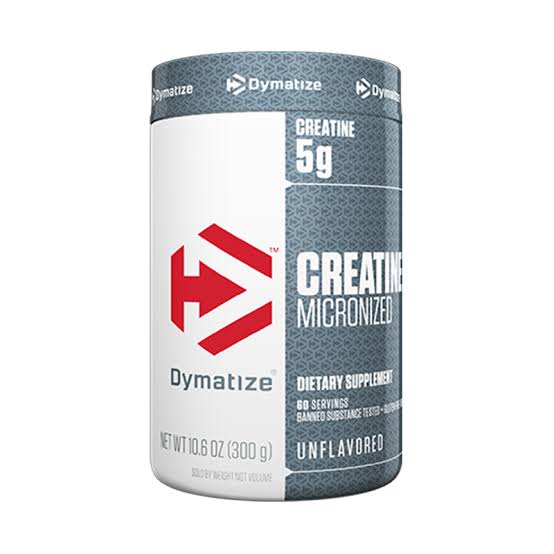 Dymatize
Dymatize
Dymatize
CREATINE
5g
CREATINE
MICRONIZED
Dymatize®
DIETARY SUPPLEMENT
60 SERVINGS
BANNED SUBSTANCE TESTED •
UNFLAVORED
NET WT 10.6 OZ (300 g)
SOLD BY WEIGHT NOT VOLUME
™